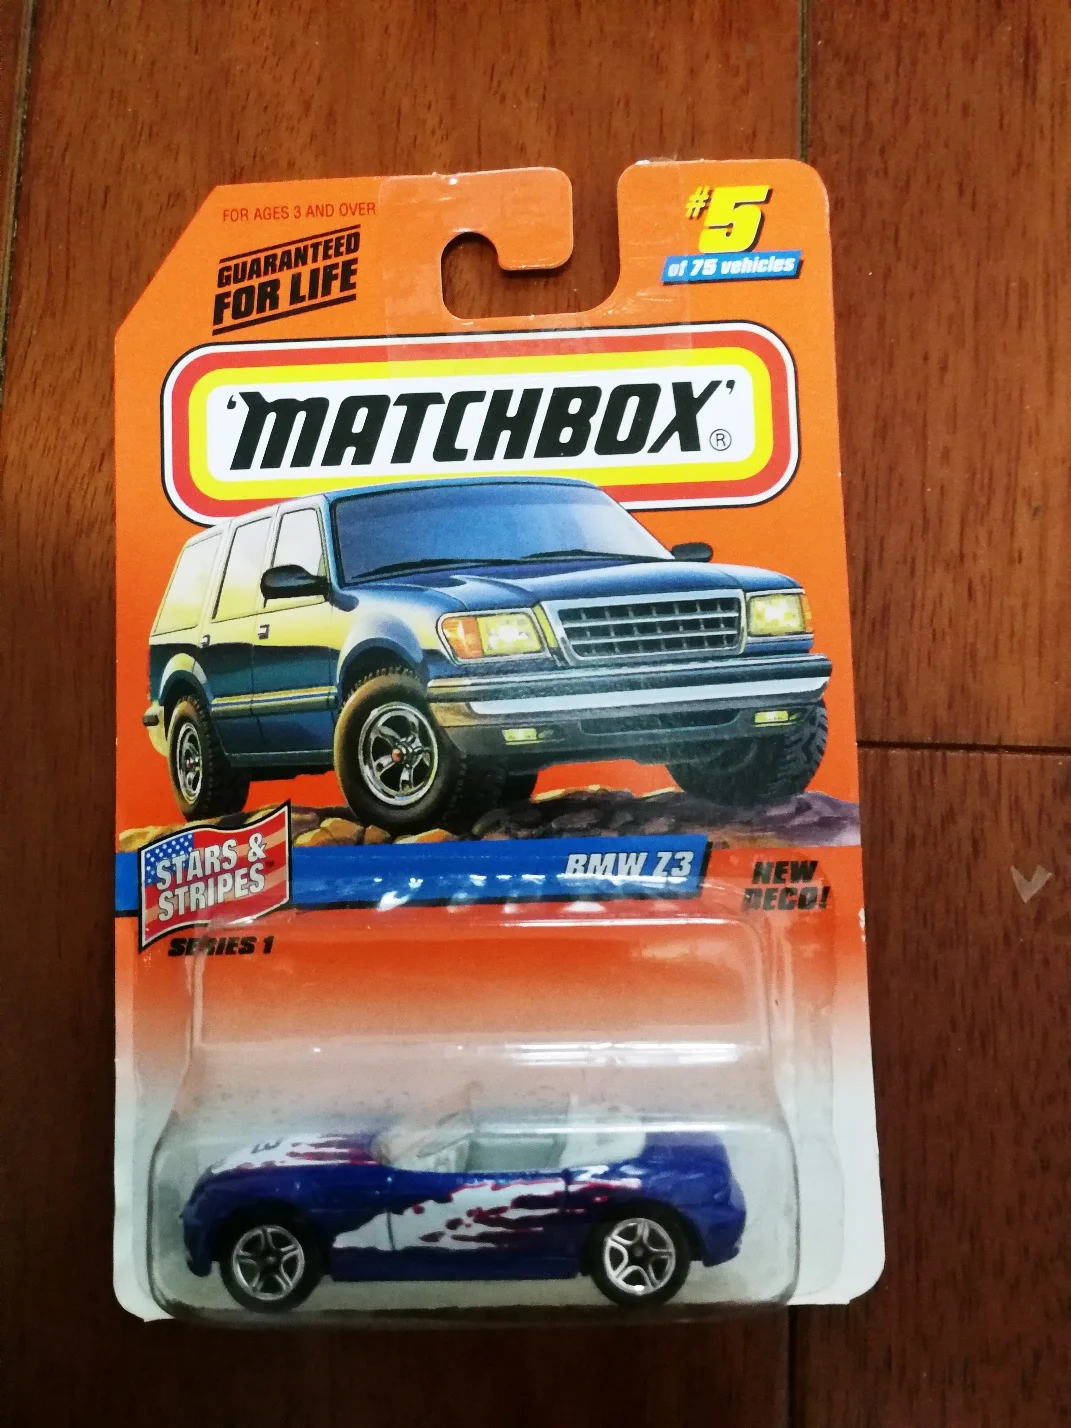 FOR AGES 3 AND OVER
GUARANTEED
FOR LIFE
#5
of 75 vehicles
'MATCHBOX'®
STARS &
STRIPES™
SERIES 1
BMW Z3
NEW
DECO!